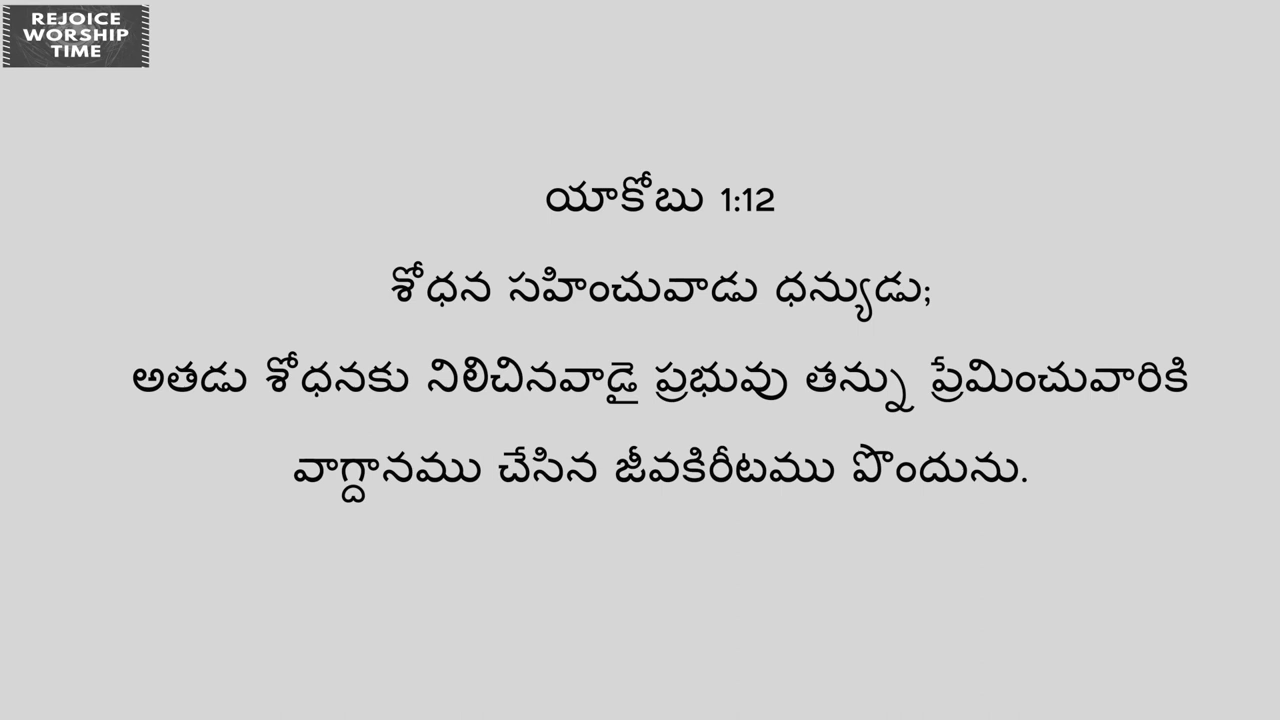 REJOICE
WORSHIP
TIME
యాకోబు 1:12
శోధన సహించువాడు ధన్యుడు;
అతడు శోధనకు నిలిచినవాడై ప్రభువు తన్ను ప్రేమించువారికి
వాగ్దానము చేసిన జీవకిరీటము పొందును.